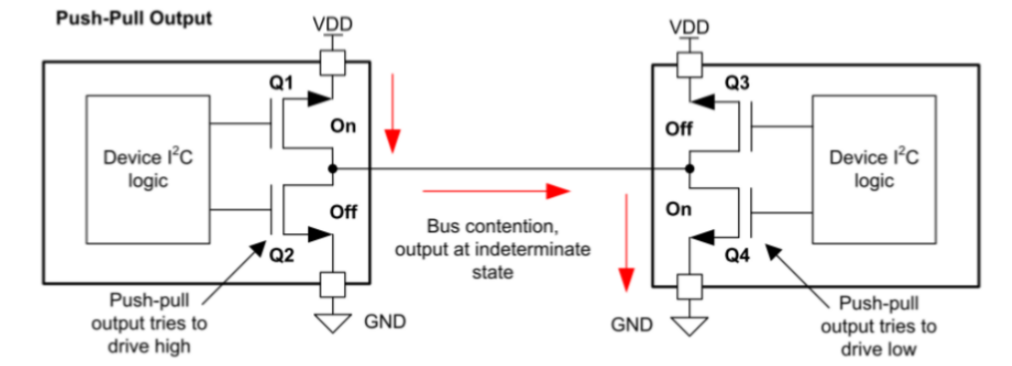 Push-Pull Output
VDD
VDD
Q1
Q3
On
Off
Device I²C
logic
Device I²C
logic
Off
On
Bus contention,
output at indeterminate
state
Q2
Q4
Push-pull
output tries to
drive high
GND
GND
Push-pull
output tries to
drive low